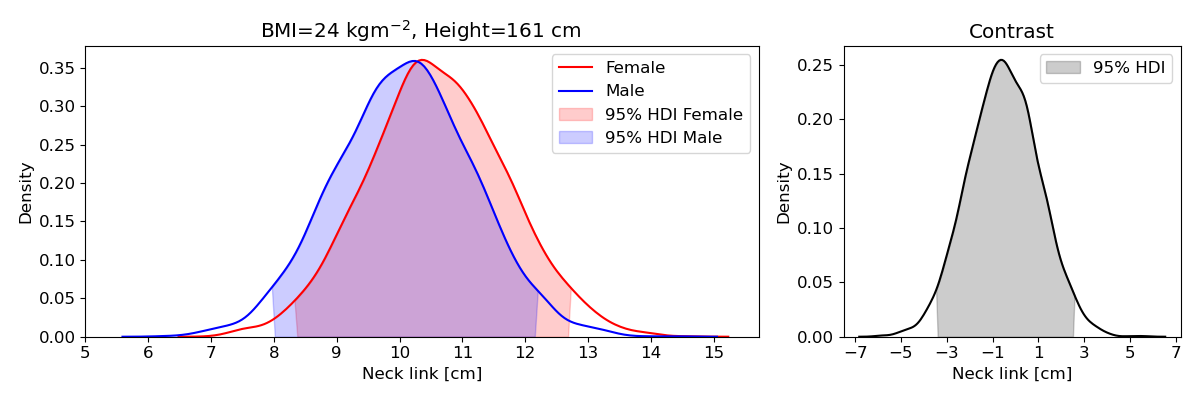 BMI=24 kgm⁻², Height=161 cm
Density
0.35
0.30
0.25
0.20
0.15
0.10
0.05
0.00
Female
Male
95% HDI Female
95% HDI Male
5 6 7 8 9 10 11 12 13 14 15
Neck link [cm]
Contrast
Density
0.25
0.20
0.15
0.10
0.05
0.00
95% HDI
−7 −5 −3 −1 1 3 5 7
Neck link [cm]